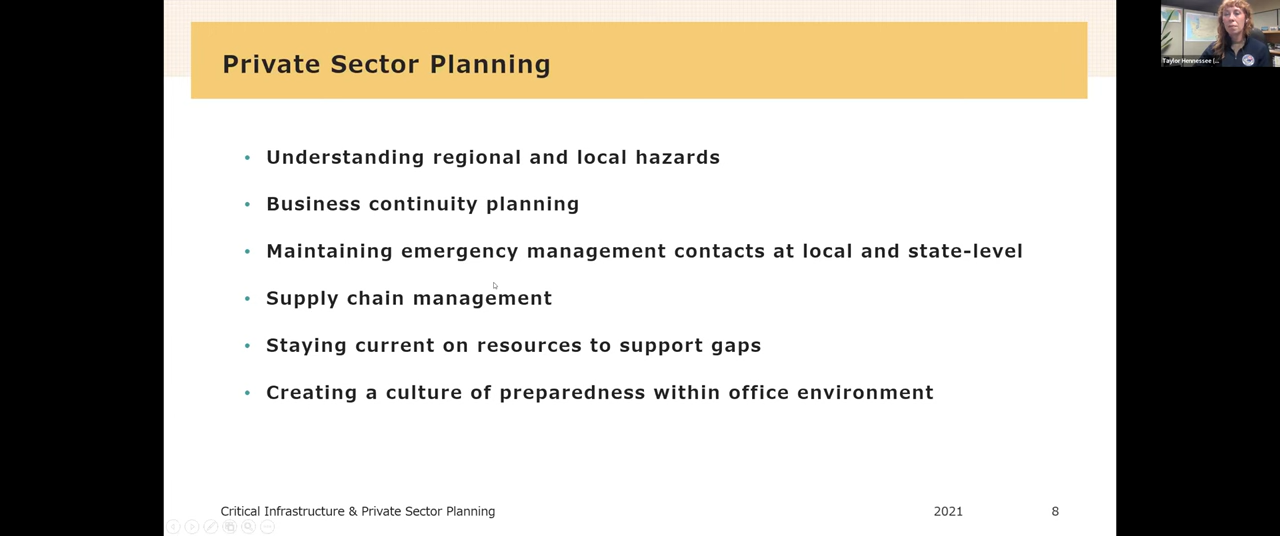 Private Sector Planning
Taylor Hennessee (...
• Understanding regional and local hazards
• Business continuity planning
• Maintaining emergency management contacts at local and state-level
• Supply chain management
• Staying current on resources to support gaps
• Creating a culture of preparedness within office environment
Critical Infrastructure & Private Sector Planning 2021 8